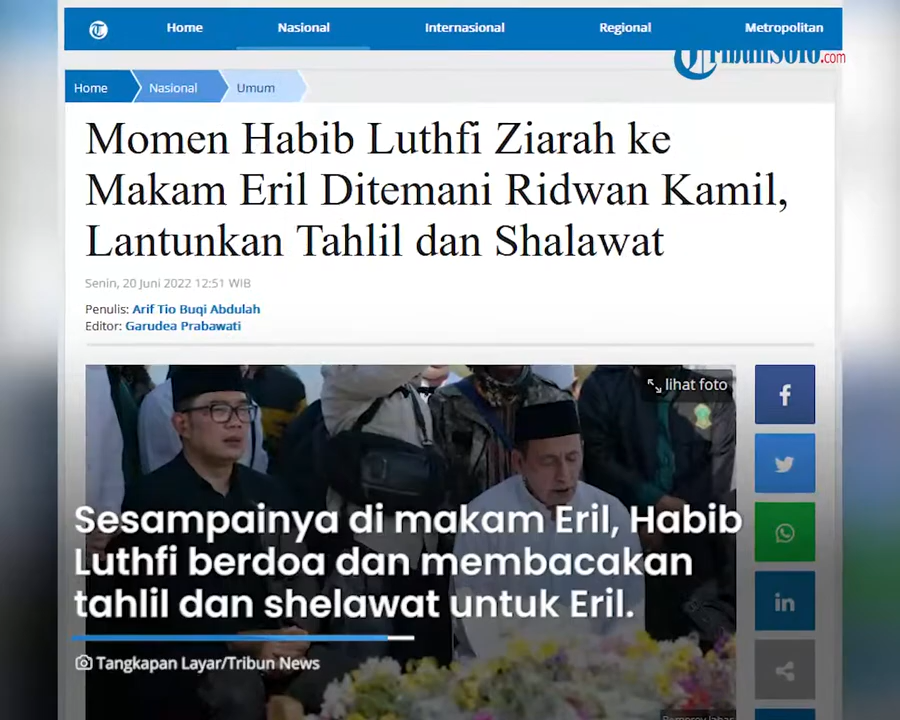 Home Nasional Internasional Regional Metropolitan
TribunSolo.com
Home Nasional Umum
Momen Habib Luthfi Ziarah ke
Makam Eril Ditemani Ridwan Kamil,
Lantunkan Tahlil dan Shalawat
Senin, 20 Juni 2022 12:51 WIB
Penulis: Arif Tio Buqi Abdulah
Editor: Garudea Prabawati
lihat foto
Sesampainya di makam Eril, Habib
Luthfi berdoa dan membacakan
tahlil dan shelawat untuk Eril.
Tangkapan Layar/Tribun News